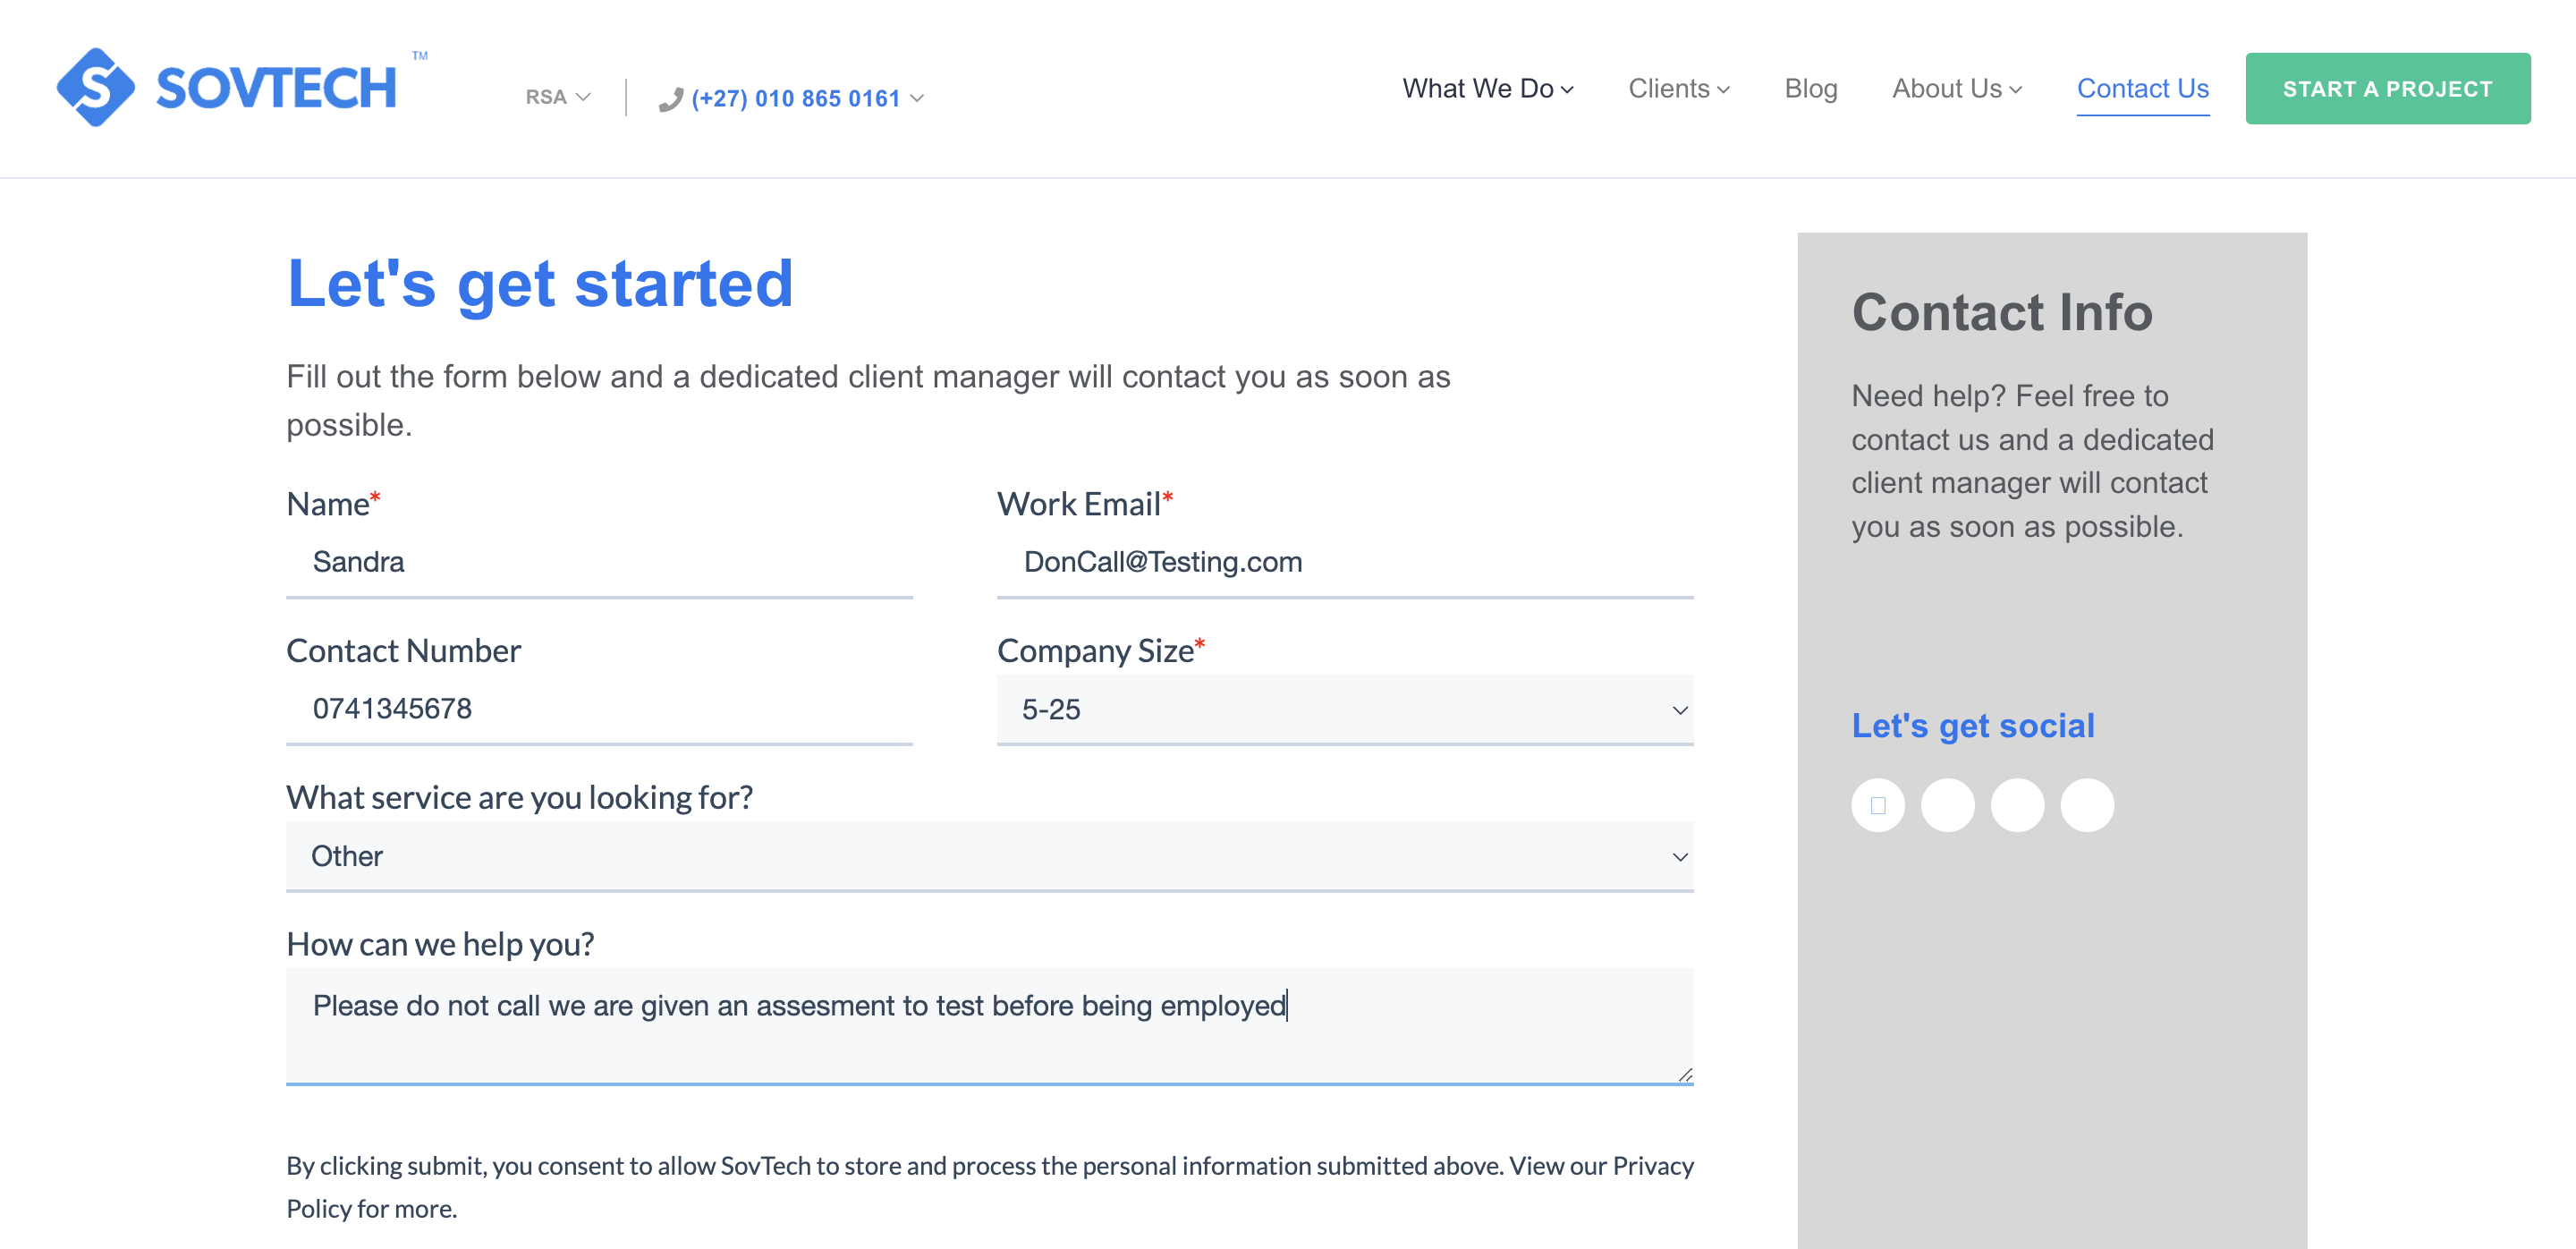 SOVTECH ™
RSA
(+27) 010 865 0161
What We Do
Clients
Blog
About Us
Contact Us
START A PROJECT
Let's get started
Fill out the form below and a dedicated client manager will contact you as soon as
possible.
Name*
Work Email*
Sandra
DonCall@Testing.com
Contact Number
Company Size*
0741345678
5-25
What service are you looking for?
Other
How can we help you?
Please do not call we are given an assesment to test before being employed
By clicking submit, you consent to allow SovTech to store and process the personal information submitted above. View our Privacy
Policy for more.
Contact Info
Need help? Feel free to
contact us and a dedicated
client manager will contact
you as soon as possible.
Let's get social